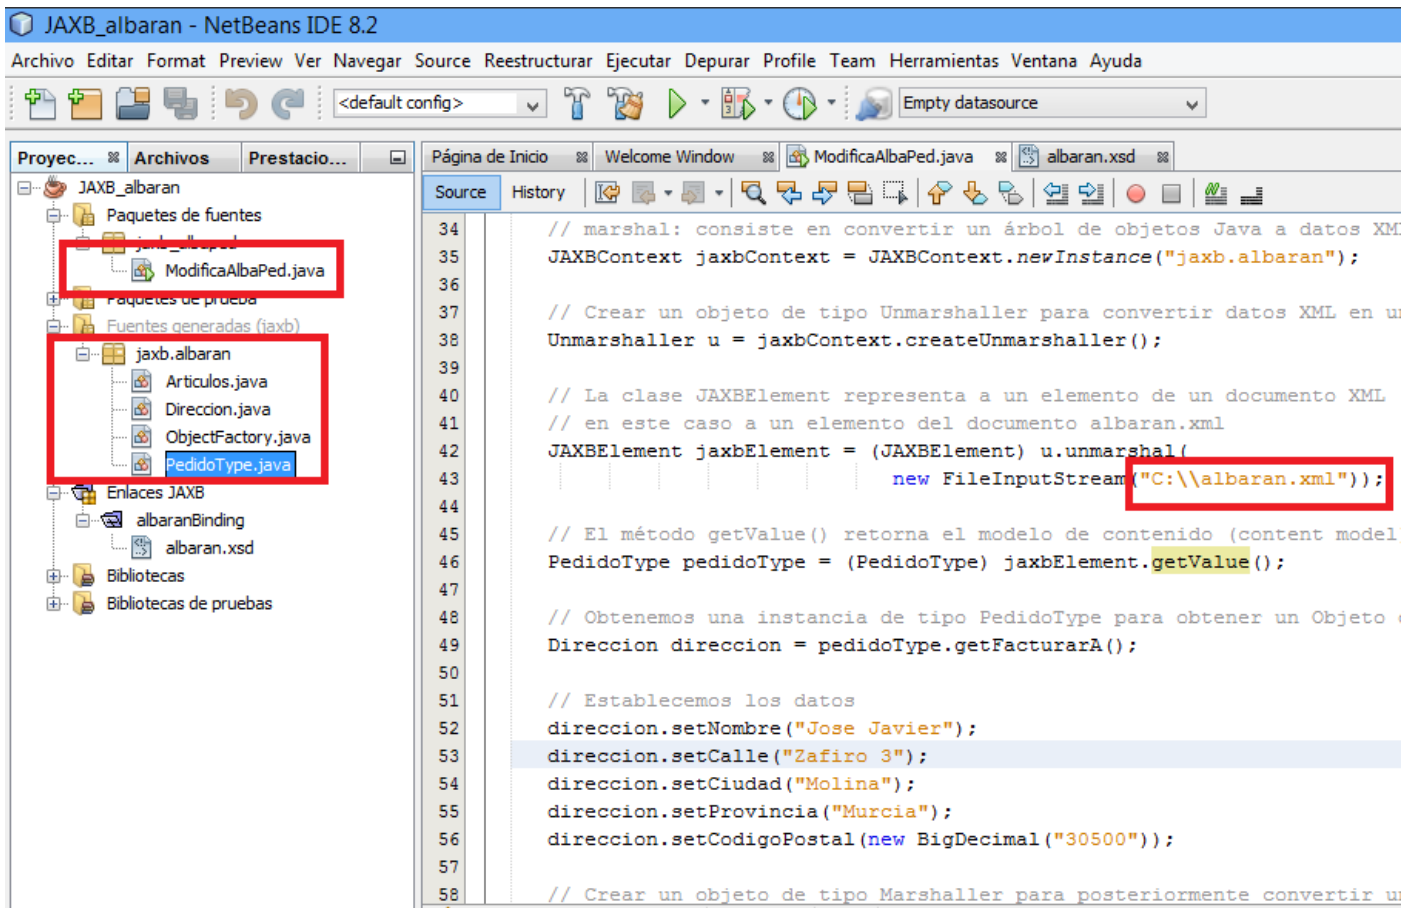 JAXB_albaran - NetBeans IDE 8.2
Archivo Editar Format Preview Ver Navegar Source Reestructurar Ejecutar Depurar Profile Team Herramientas Ventana Ayuda
<default config>
Empty datasource
Proyec...
Archivos
Prestacio...
JAXB_albaran
Paquetes de fuentes
jaxb_albaped
ModificaAlbaPed.java
Paquetes de prueba
Fuentes generadas (jaxb)
jaxb.albaran
Articulos.java
Direccion.java
ObjectFactory.java
PedidoType.java
Enlaces JAXB
albaranBinding
albaran.xsd
Bibliotecas
Bibliotecas de pruebas
Página de Inicio
Welcome Window
ModificaAlbaPed.java
albaran.xsd
Source
History
34 // marshal: consiste en convertir un árbol de objetos Java a datos XM
35 JAXBContext jaxbContext = JAXBContext.newInstance("jaxb.albaran");
36
37 // Crear un objeto de tipo Unmarshaller para convertir datos XML en u
38 Unmarshaller u = jaxbContext.createUnmarshaller();
39
40 // La clase JAXBElement representa a un elemento de un documento XML
41 // en este caso a un elemento del documento albaran.xml
42 JAXBElement jaxbElement = (JAXBElement) u.unmarshal(
43 new FileInputStream("C:\\albaran.xml"));
44
45 // El método getValue() retorna el modelo de contenido (content model
46 PedidoType pedidoType = (PedidoType) jaxbElement.getValue();
47
48 // Obtenemos una instancia de tipo PedidoType para obtener un Objeto
49 Direccion direccion = pedidoType.getFacturarA();
50
51 // Establecemos los datos
52 direccion.setNombre("Jose Javier");
53 direccion.setCalle("Zafiro 3");
54 direccion.setCiudad("Molina");
55 direccion.setProvincia("Murcia");
56 direccion.setCodigoPostal(new BigDecimal("30500"));
57
58 // Crear un objeto de tipo Marshaller para posteriormente convertir u